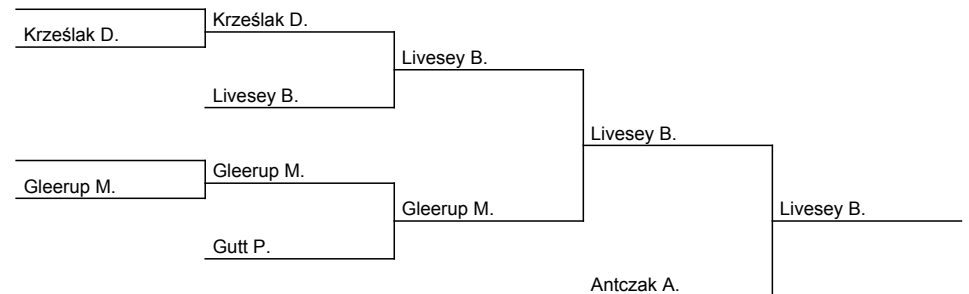 Krześlak D.
Krześlak D.
Livesey B.
Livesey B.
Livesey B.
Gleerup M.
Gleerup M.
Gleerup M.
Livesey B.
Gutt P.
Antczak A.